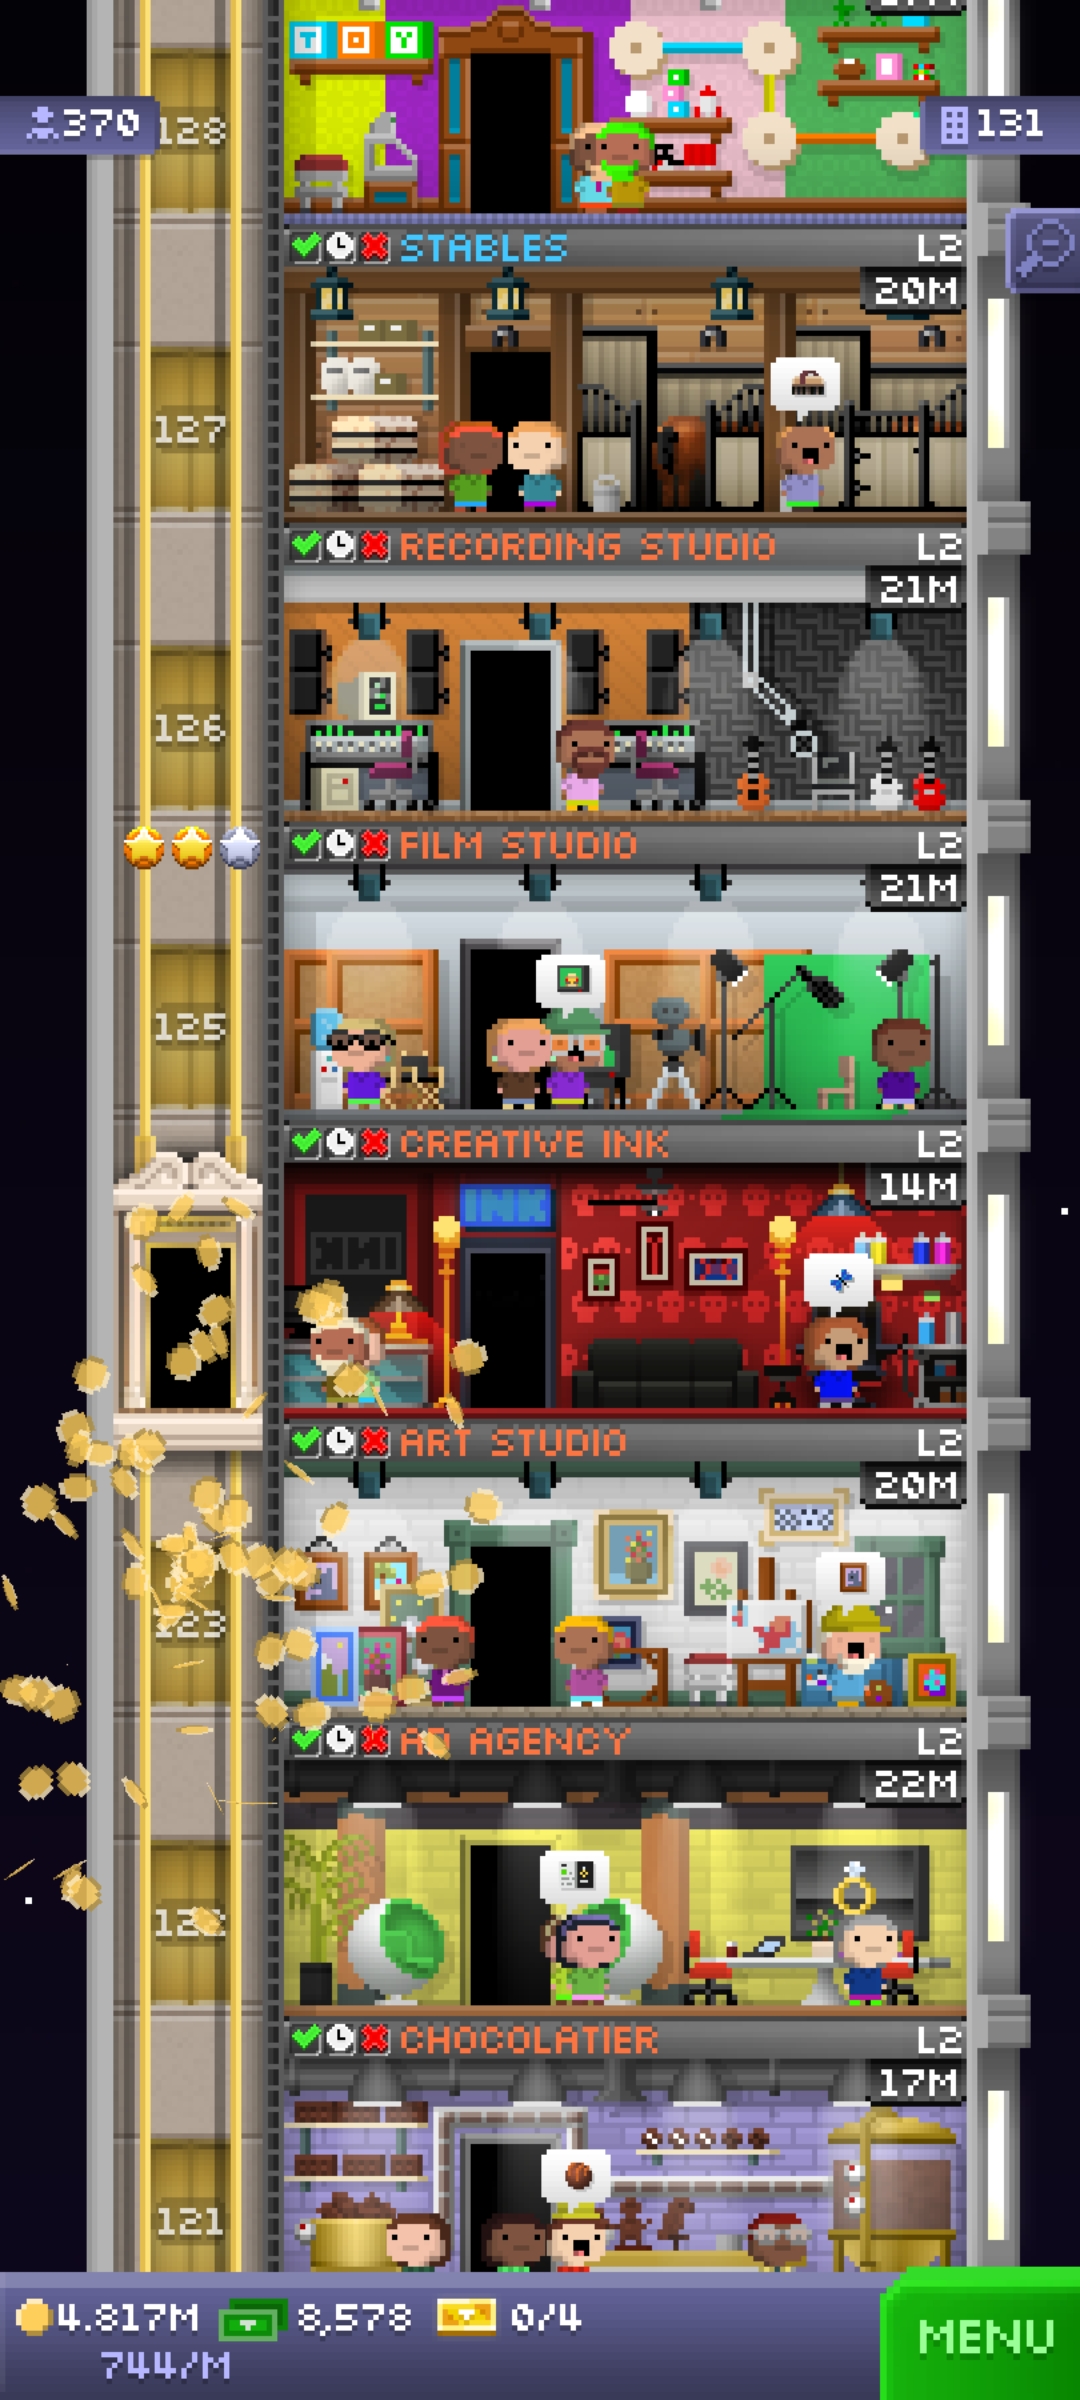 TOY
370
128
131
STABLES
L2
20M
127
RECORDING STUDIO
L2
21M
126
FILM STUDIO
L2
21M
125
CREATIVE INK
L2
14M
INK
ART STUDIO
L2
20M
123
AD AGENCY
L2
22M
122
CHOCOLATIER
L2
17M
121
4.817M
8,578
0/4
744/M
MENU